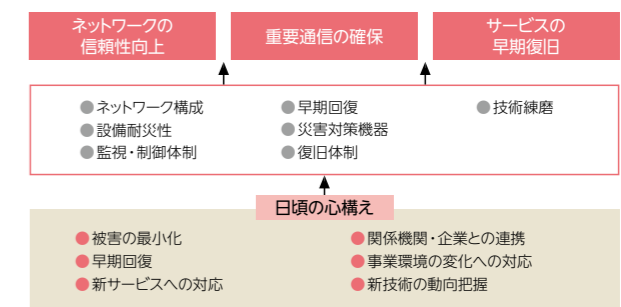 ネットワークの
信頼性向上
重要通信の確保
サービスの
早期復旧
●ネットワーク構成
●設備耐災性
●監視・制御体制
●早期回復
●災害対策機器
●復旧体制
●技術練磨
日頃の心構え
●被害の最小化
●早期回復
●新サービスへの対応
●関係機関・企業との連携
●事業環境の変化への対応
●新技術の動向把握